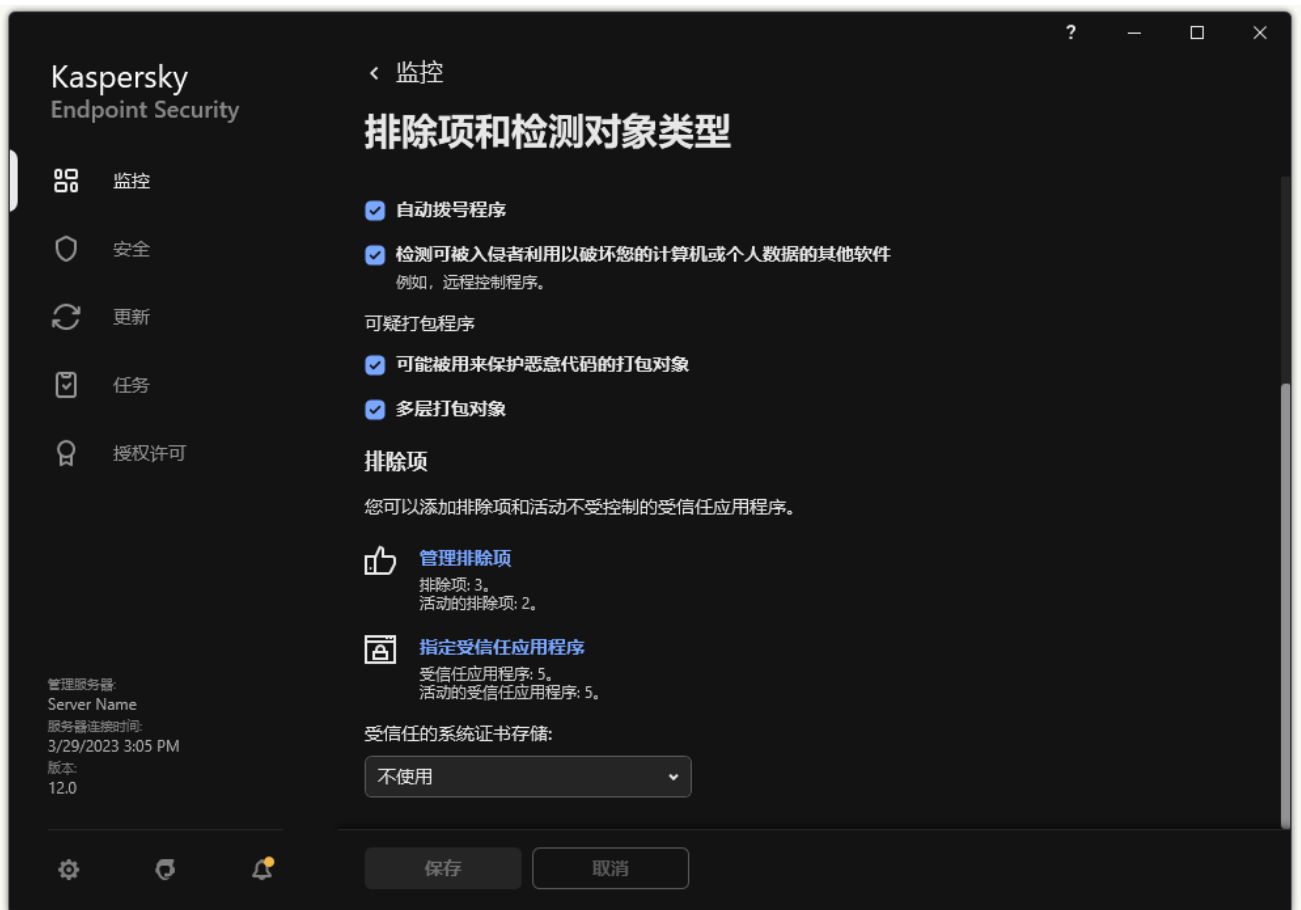 ?
Kaspersky
Endpoint Security
监控
安全
更新
任务
授权许可
管理服务器:
Server Name
服务器连接时间:
3/29/2023 3:05 PM
版本:
12.0
监控
排除项和检测对象类型
自动拨号程序
检测可被入侵者利用以破坏您的计算机或个人数据的其他软件
例如，远程控制程序。
可疑打包程序
可能被用来保护恶意代码的打包对象
多层打包对象
排除项
您可以添加排除项和活动不受控制的受信任应用程序。
管理排除项
排除项: 3。
活动的排除项: 2。
指定受信任应用程序
受信任应用程序: 5。
活动的受信任应用程序: 5。
受信任的系统证书存储:
不使用
保存
取消